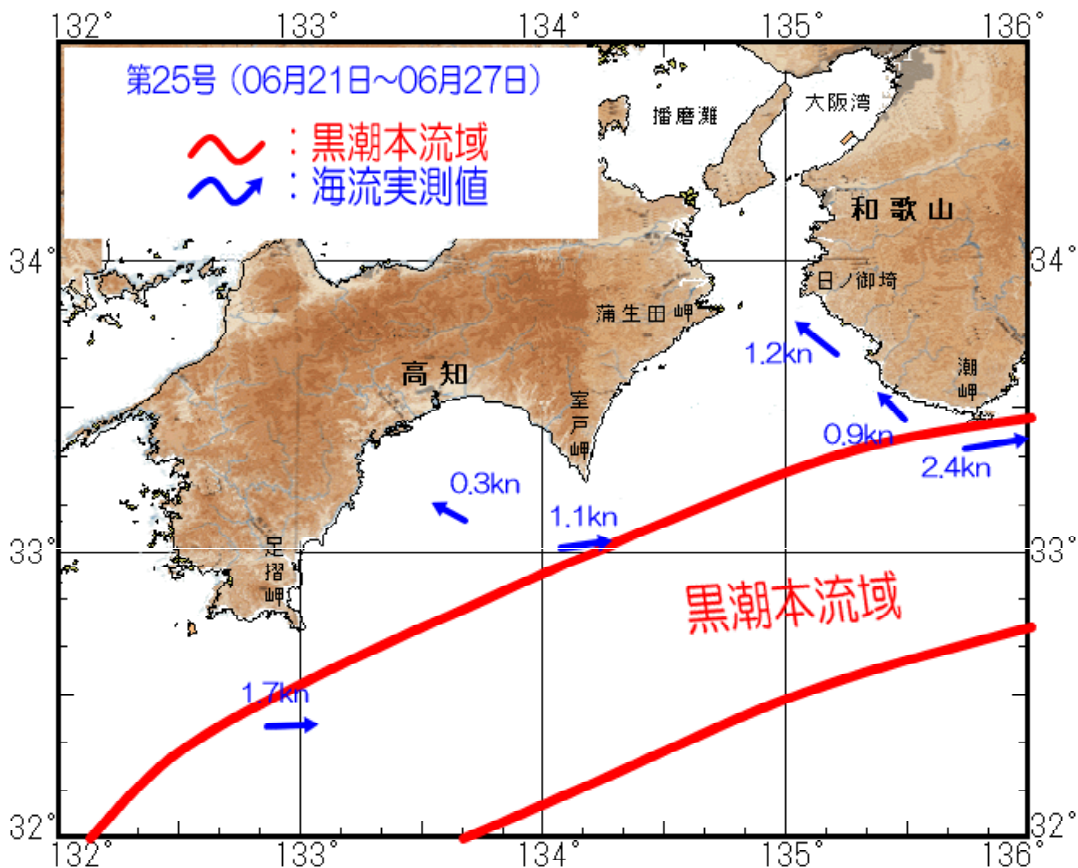 132° 133° 134° 135° 136°
第25号（06月21日～06月27日）
：黒潮本流域
：海流実測値
播磨灘
大阪湾
和歌山
34° 34°
日ノ御埼
蒲生田岬
1.2kn
高知
潮岬
室戸岬
0.9kn
2.4kn
0.3kn
1.1kn
33° 33°
足摺岬
黒潮本流域
1.7kn
32° 32°
132° 133° 134° 135° 136°